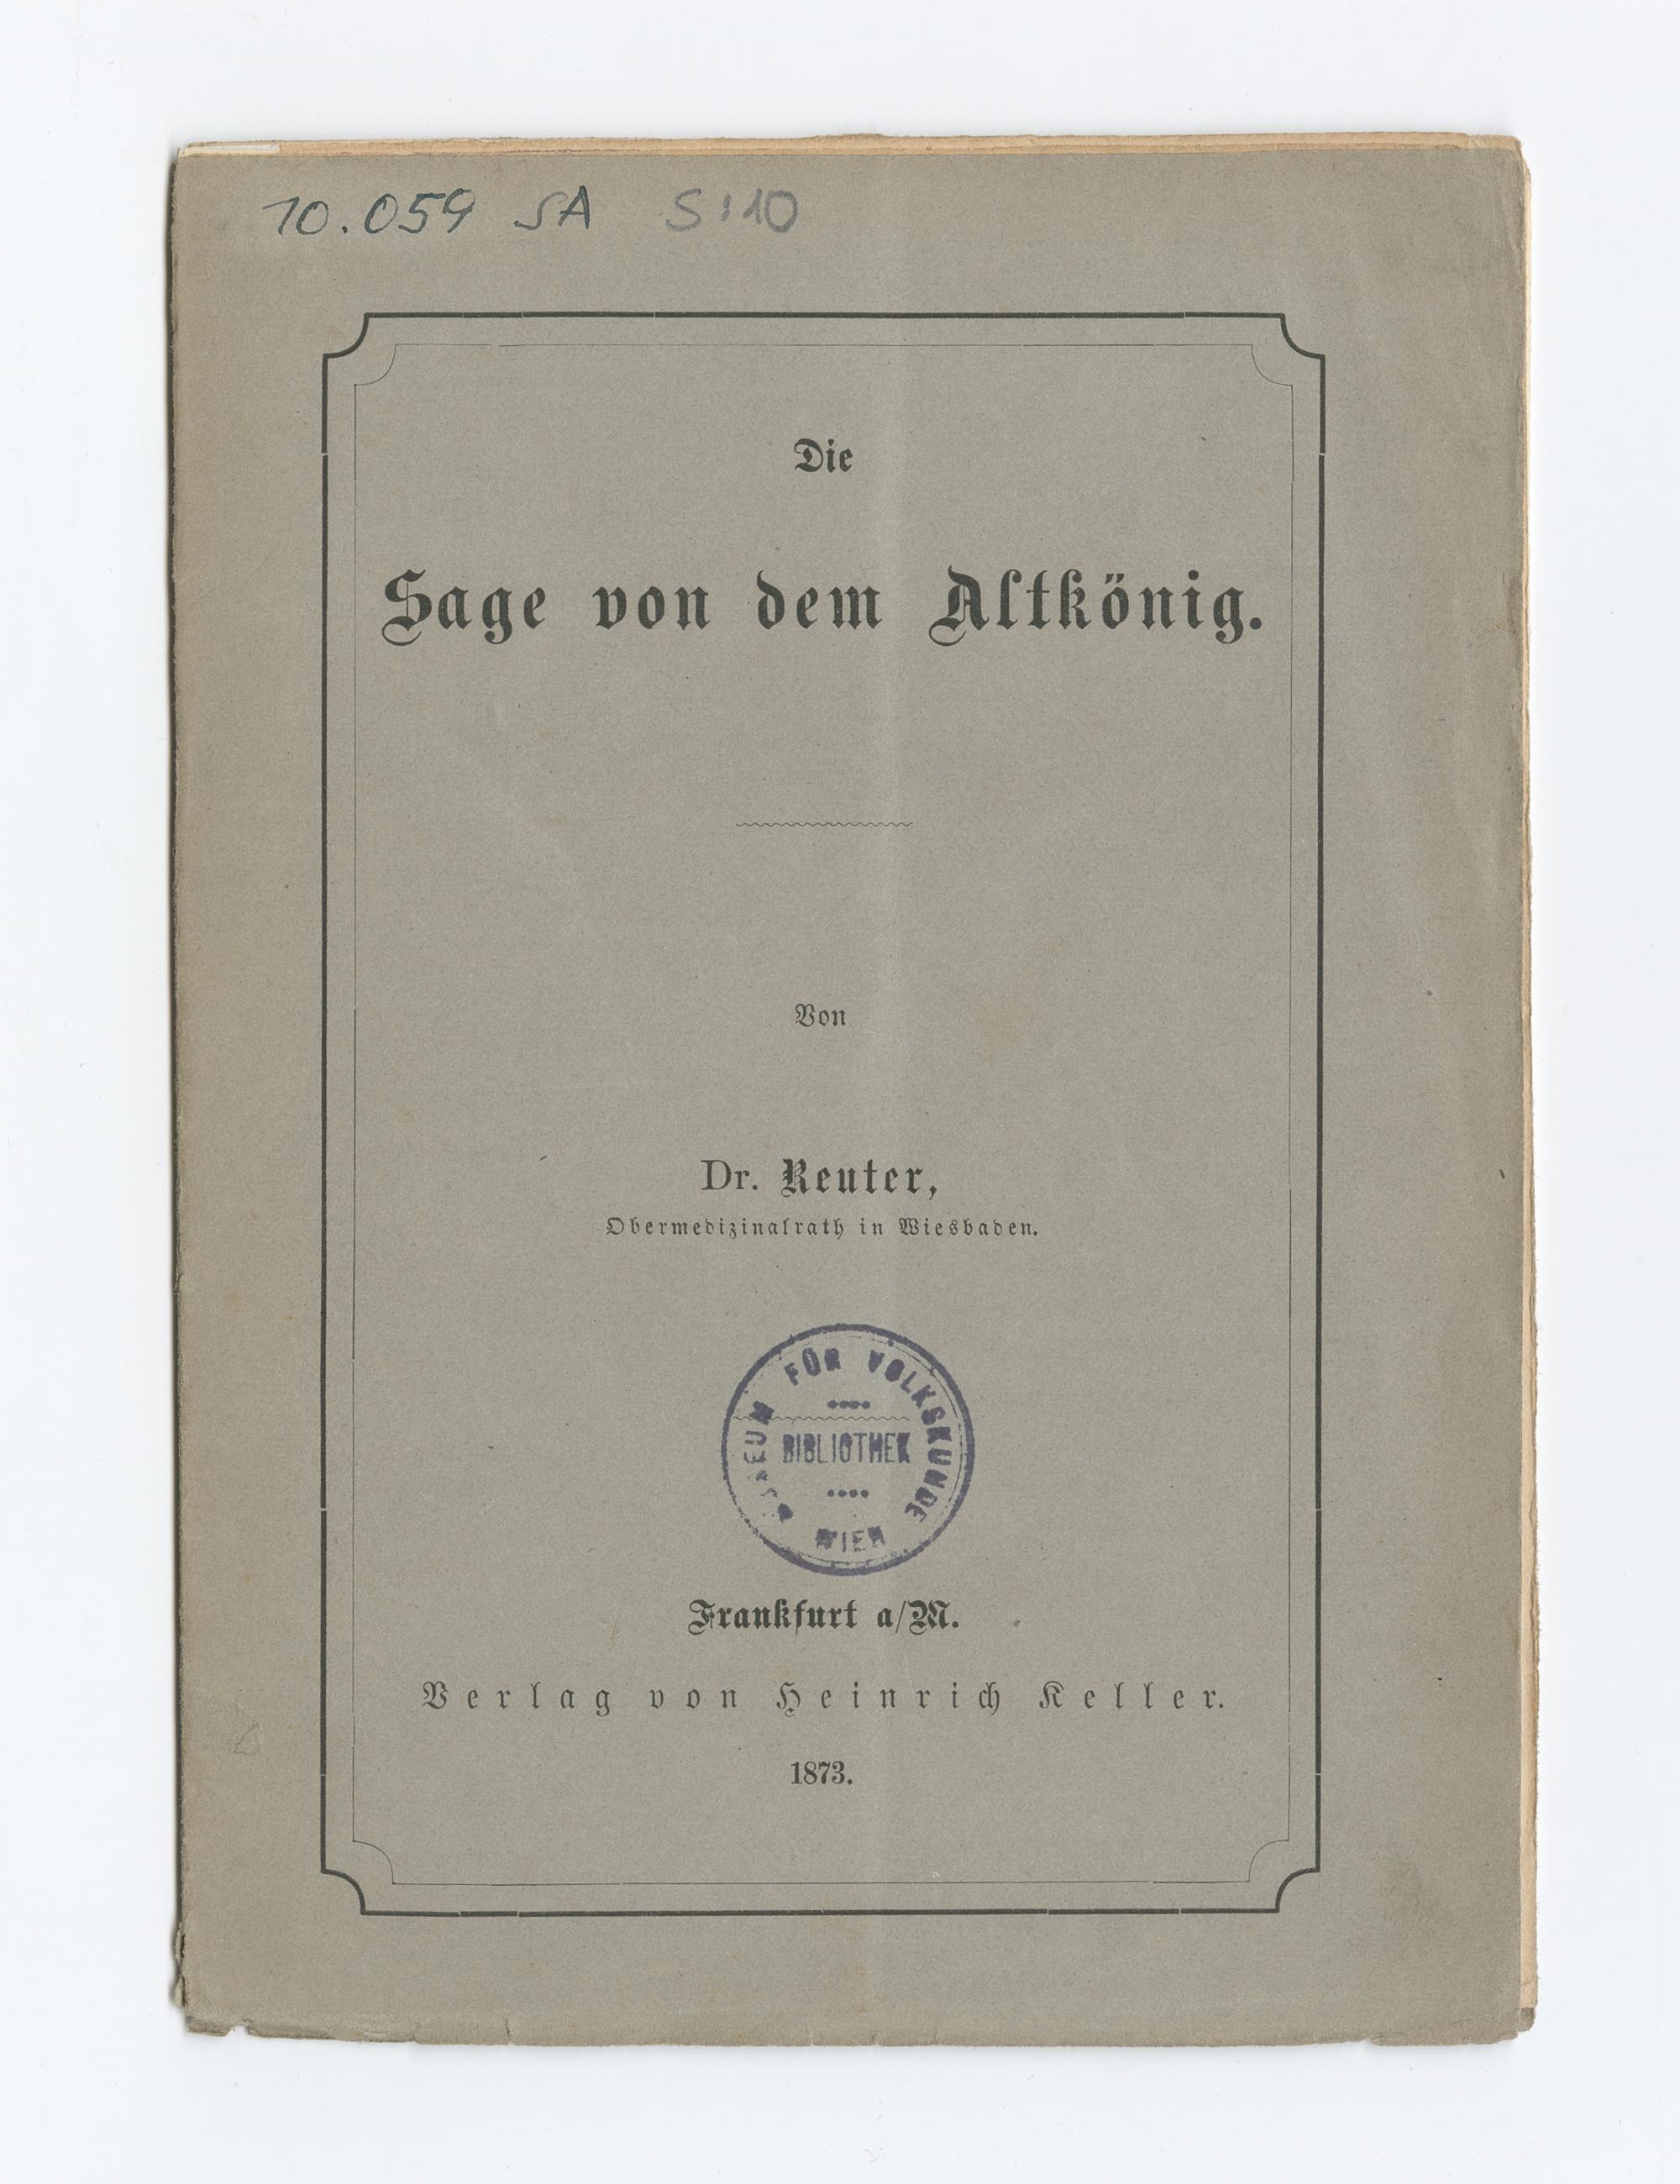 10.059 SA S:10
Die
Sage von dem Altkönig.
Von
Dr. Reuter,
Obermedizinalrath in Wiesbaden.
MUSEUM FÜR VOLKSKUNDE
BIBLIOTHEK
WIEN
Frankfurt a/M.
Verlag von Heinrich Keller.
1873.